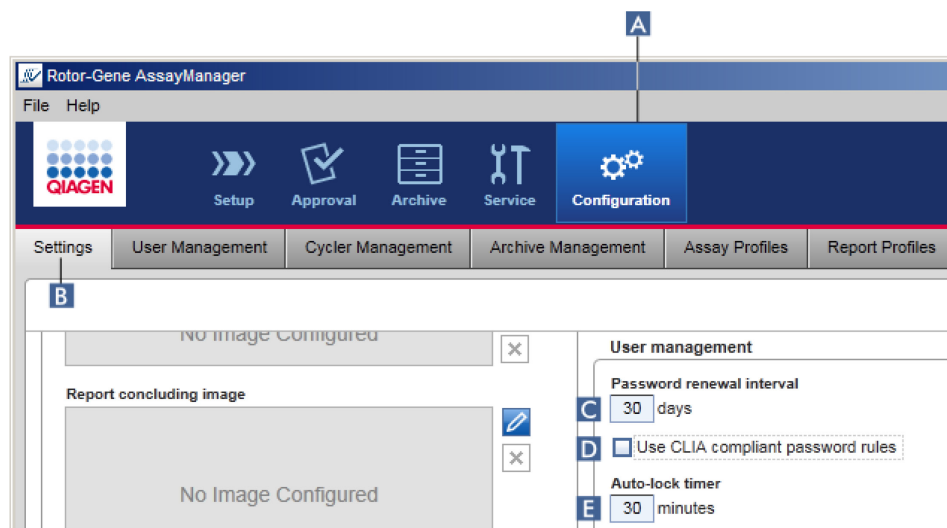 A
Rotor-Gene AssayManager
File Help
QIAGEN
Setup Approval Archive Service Configuration
Settings User Management Cycler Management Archive Management Assay Profiles Report Profiles
B
No Image Configured
User management
Report concluding image
Password renewal interval
C 30 days
D Use CLIA compliant password rules
No Image Configured
Auto-lock timer
E 30 minutes